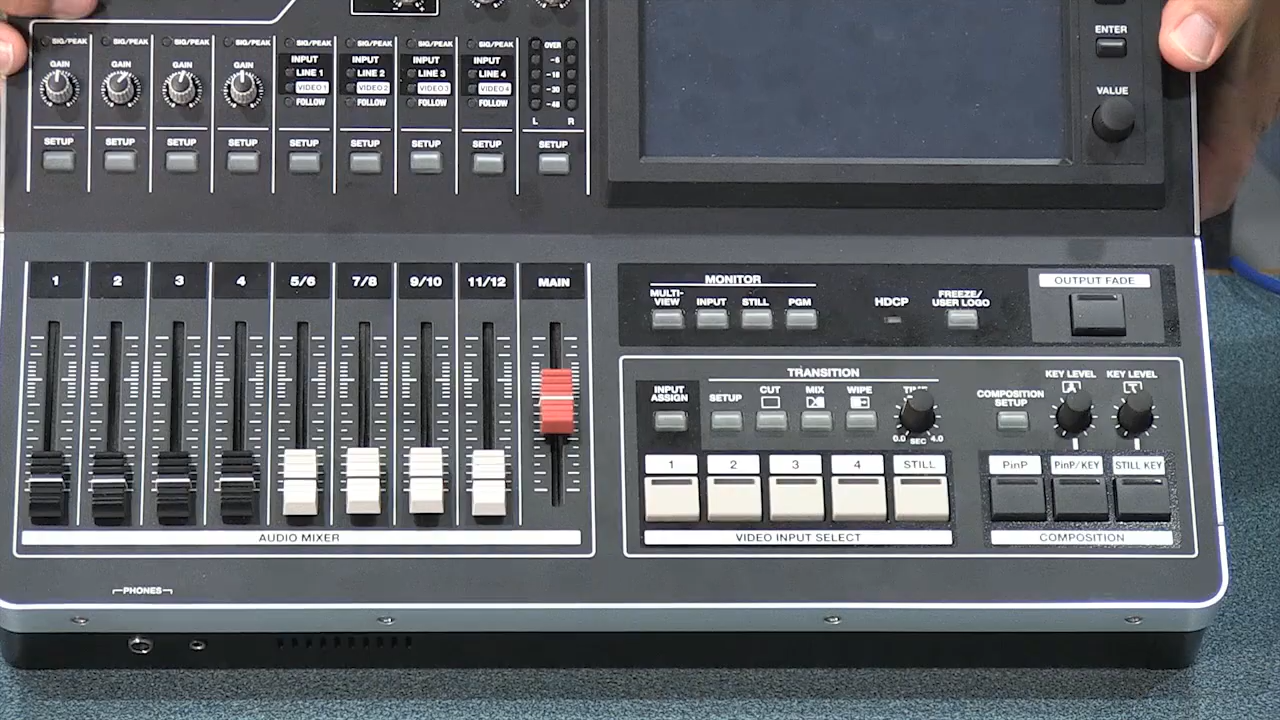 SIG/PEAK SIG/PEAK SIG/PEAK SIG/PEAK SIG/PEAK SIG/PEAK SIG/PEAK SIG/PEAK OVER
GAIN GAIN GAIN GAIN INPUT INPUT INPUT INPUT -6
LINE 1 LINE 2 LINE 3 LINE 4 -18
VIDEO 1 VIDEO 2 VIDEO 3 VIDEO 4 -30
FOLLOW FOLLOW FOLLOW FOLLOW -48
L R
SETUP SETUP SETUP SETUP SETUP SETUP SETUP SETUP SETUP
ENTER
VALUE
1 2 3 4 5/6 7/8 9/10 11/12 MAIN
AUDIO MIXER
PHONES
MONITOR
MULTI-
VIEW INPUT STILL PGM
HDCP
FREEZE/
USER LOGO
OUTPUT FADE
TRANSITION
INPUT
ASSIGN
SETUP CUT MIX WIPE
0.0 SEC 4.0
COMPOSITION
SETUP
KEY LEVEL KEY LEVEL
1 2 3 4 STILL
PinP PinP/KEY STILL KEY
VIDEO INPUT SELECT
COMPOSITION